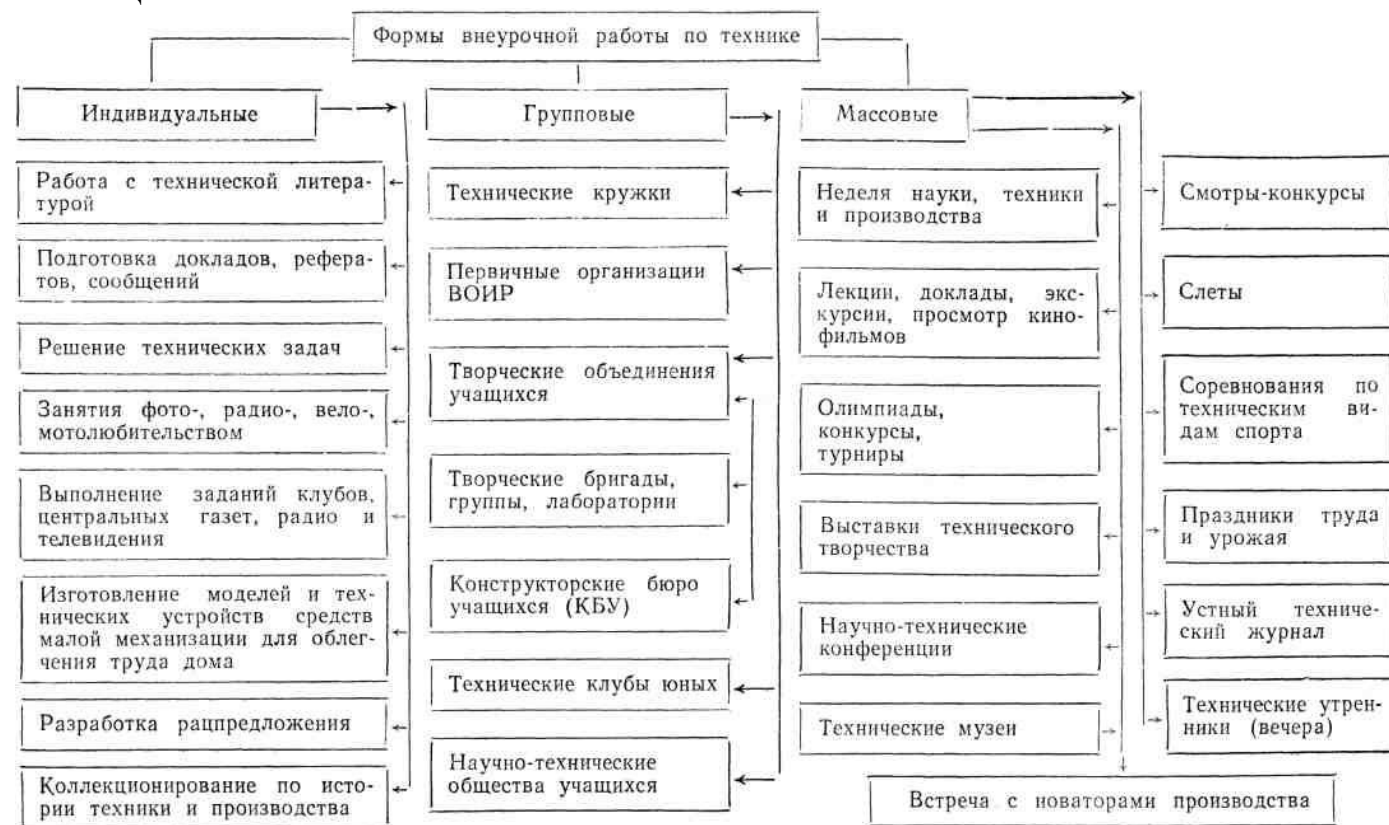 Формы внеурочной работы по технике
Индивидуальные
Работа с технической литера-
турой
Подготовка докладов, рефера-
тов, сообщений
Решение технических задач
Занятия фото-, радио-, вело-,
мотолюбительством
Выполнение заданий клубов,
центральных газет, радио и
телевидения
Изготовление моделей и тех-
нических устройств средств
малой механизации для облег-
чения труда дома
Разработка рацпредложения
Коллекционирование по исто-
рии техники и производства
Групповые
Технические кружки
Первичные организации
ВОИР
Творческие объединения
учащихся
Творческие бригады,
группы, лаборатории
Конструкторские бюро
учащихся (КБУ)
Технические клубы юных
Научно-технические
общества учащихся
Массовые
Неделя науки, техники
и производства
Лекции, доклады, экс-
курсии, просмотр кино-
фильмов
Олимпиады,
конкурсы,
турниры
Выставки технического
творчества
Научно-технические
конференции
Технические музеи
Смотры-конкурсы
Слеты
Соревнования по
техническим ви-
дам спорта
Праздники труда
и урожая
Устный техниче-
ский журнал
Технические утрен-
ники (вечера)
Встреча с новаторами производства